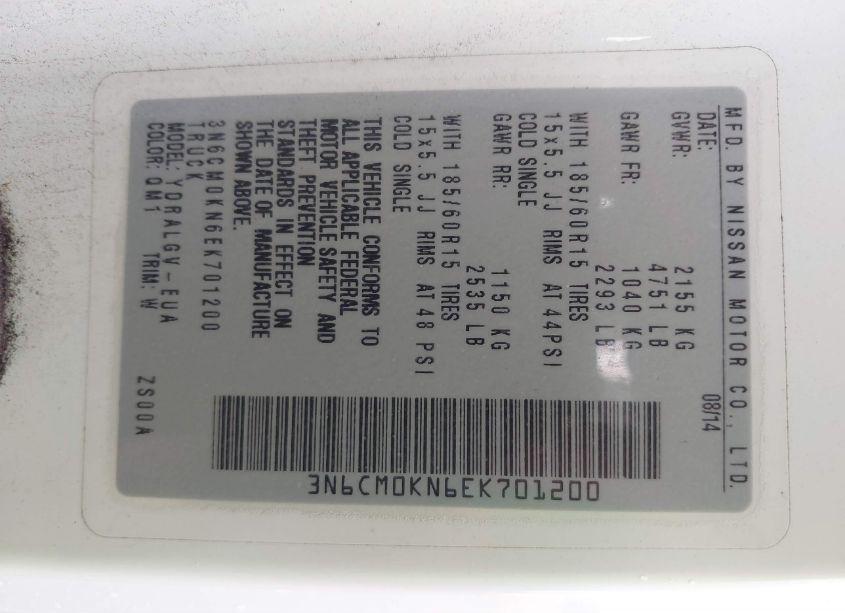 MFD. BY NISSAN MOTOR CO., LTD.
DATE: 08/14
GVWR: 2155 KG
4751 LB
GAWR FR: 1040 KG
2293 LB
WITH 185/60R15 TIRES
15x5.5 JJ RIMS AT 44PSI
COLD SINGLE
GAWR RR: 1150 KG
2535 LB
WITH 185/60R15 TIRES
15x5.5 JJ RIMS AT 48 PSI
COLD SINGLE
THIS VEHICLE CONFORMS TO
ALL APPLICABLE FEDERAL
MOTOR VEHICLE SAFETY AND
THEFT PREVENTION
STANDARDS IN EFFECT ON
THE DATE OF MANUFACTURE
SHOWN ABOVE.
3N6CM0KN6EK701200
TRUCK
MODEL: YDRALGV-EUA
COLOR: QM1 TRIM: W
ZS00A
3N6CM0KN6EK701200